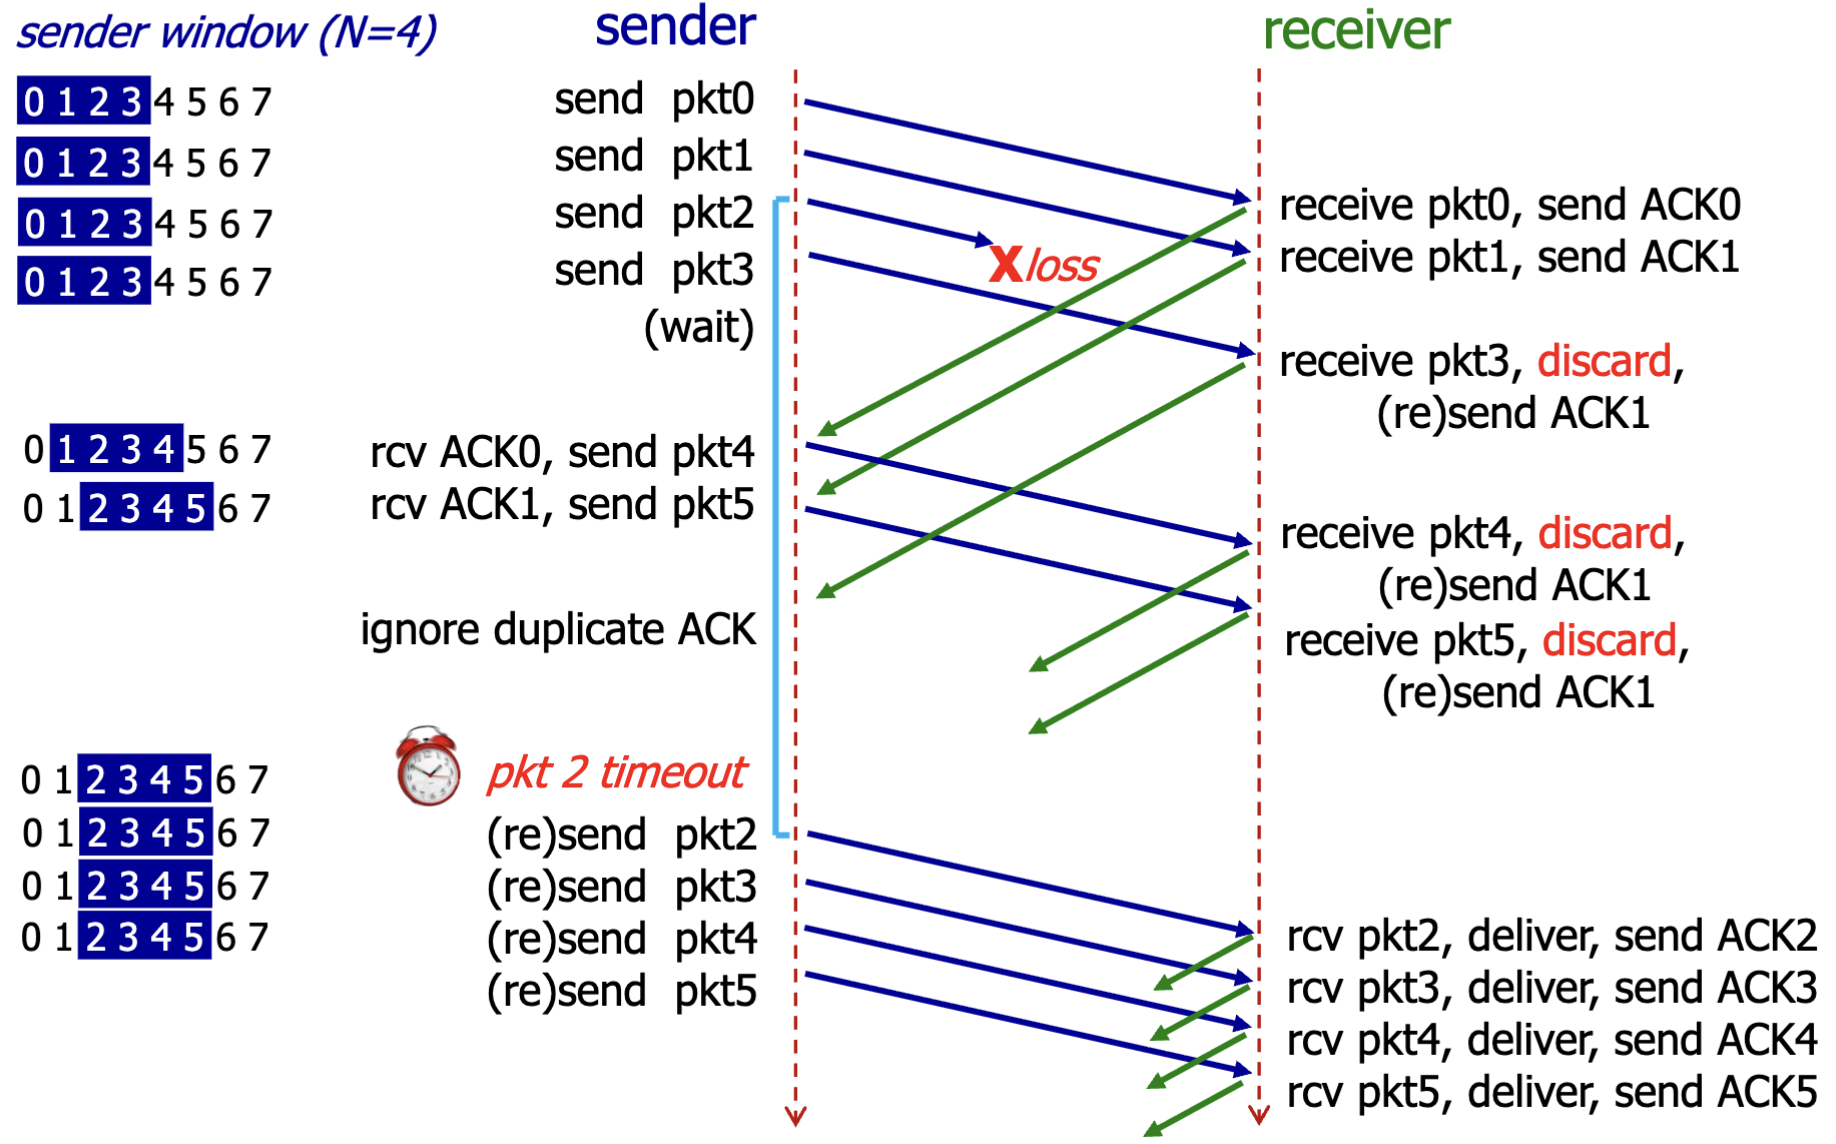 sender window (N=4) sender receiver
0 1 2 3 4 5 6 7 send pkt0
0 1 2 3 4 5 6 7 send pkt1
0 1 2 3 4 5 6 7 send pkt2 receive pkt0, send ACK0
0 1 2 3 4 5 6 7 send pkt3 X loss receive pkt1, send ACK1
(wait)
receive pkt3, discard,
(re)send ACK1
0 1 2 3 4 5 6 7 rcv ACK0, send pkt4
0 1 2 3 4 5 6 7 rcv ACK1, send pkt5
receive pkt4, discard,
(re)send ACK1
ignore duplicate ACK receive pkt5, discard,
(re)send ACK1
0 1 2 3 4 5 6 7 pkt 2 timeout
0 1 2 3 4 5 6 7 (re)send pkt2
0 1 2 3 4 5 6 7 (re)send pkt3
0 1 2 3 4 5 6 7 (re)send pkt4 rcv pkt2, deliver, send ACK2
(re)send pkt5 rcv pkt3, deliver, send ACK3
rcv pkt4, deliver, send ACK4
rcv pkt5, deliver, send ACK5